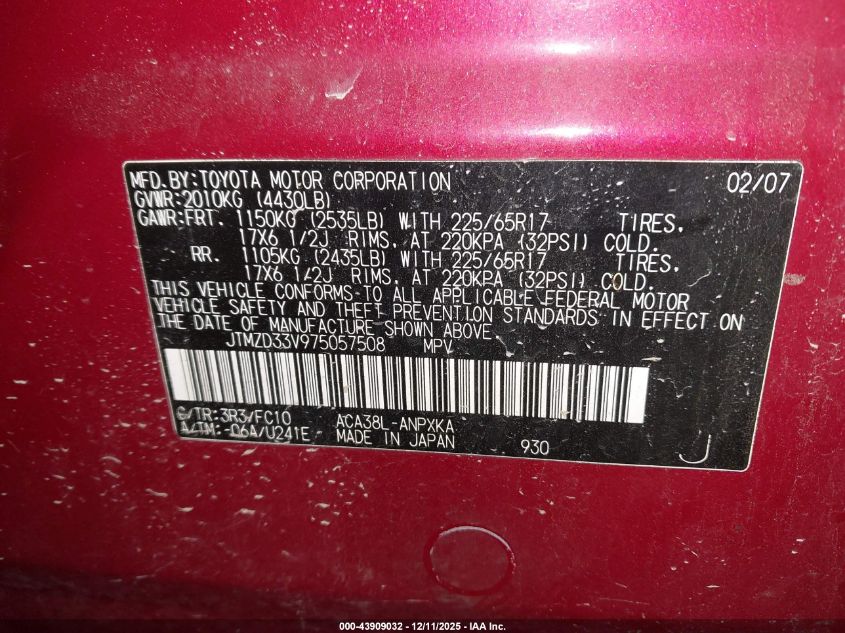 MFD.BY:TOYOTA MOTOR CORPORATION 02/07
GVWR:2010KG (4430LB)
GAWR:FRT. 1150KG (2535LB) WITH 225/65R17 TIRES,
17X6 1/2J RIMS, AT 220KPA (32PSI) COLD.
RR. 1105KG (2435LB) WITH 225/65R17 TIRES,
17X6 1/2J RIMS, AT 220KPA (32PSI) COLD.
THIS VEHICLE CONFORMS TO ALL APPLICABLE FEDERAL MOTOR
VEHICLE SAFETY AND THEFT PREVENTION STANDARDS IN EFFECT ON
THE DATE OF MANUFACTURE SHOWN ABOVE.
JTMZD33V975057508 MPV
C/TR:3R3/FC10 ACA38L-ANPXKA
A/TM:-06A/U241E MADE IN JAPAN 930 J
000-43909032 - 12/11/2025 - IAA Inc.